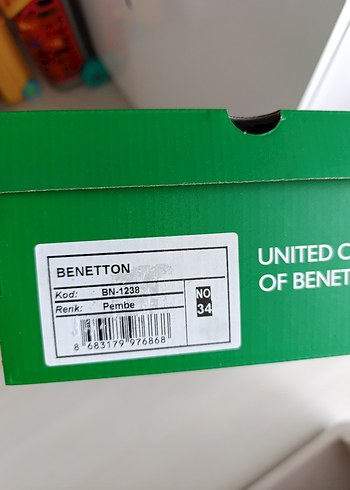 BENETTON
Kod: BN-1238
Renk: Pembe
NO
34
8 683179 976868
UNITED C
OF BENET